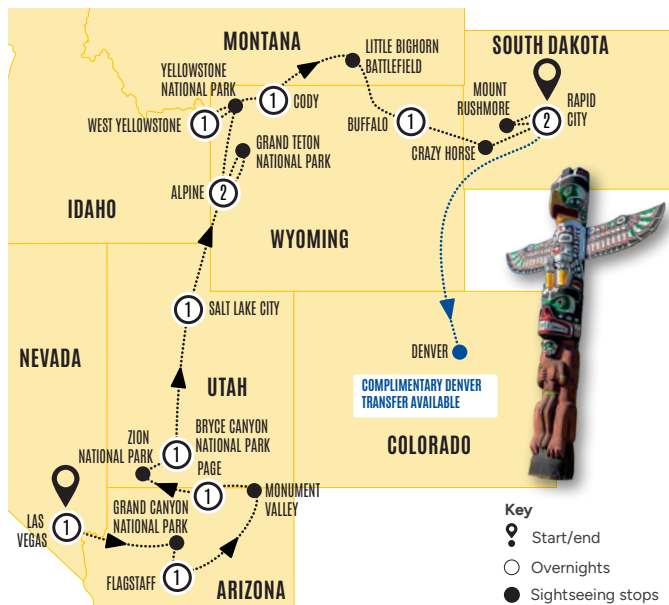 MONTANA
LITTLE BIGHORN
BATTLEFIELD
SOUTH DAKOTA
YELLOWSTONE
NATIONAL PARK
1
CODY
MOUNT
RUSHMORE
2
RAPID
CITY
WEST YELLOWSTONE
1
BUFFALO
1
CRAZY HORSE
GRAND TETON
NATIONAL PARK
ALPINE
2
IDAHO
WYOMING
1
SALT LAKE CITY
NEVADA
DENVER
COMPLIMENTARY DENVER
TRANSFER AVAILABLE
UTAH
COLORADO
ZION
NATIONAL PARK
1
BRYCE CANYON
NATIONAL PARK
PAGE
1
MONUMENT
VALLEY
GRAND CANYON
NATIONAL PARK
LAS
VEGAS
1
FLAGSTAFF
1
ARIZONA
Key
Start/end
Overnights
Sightseeing stops